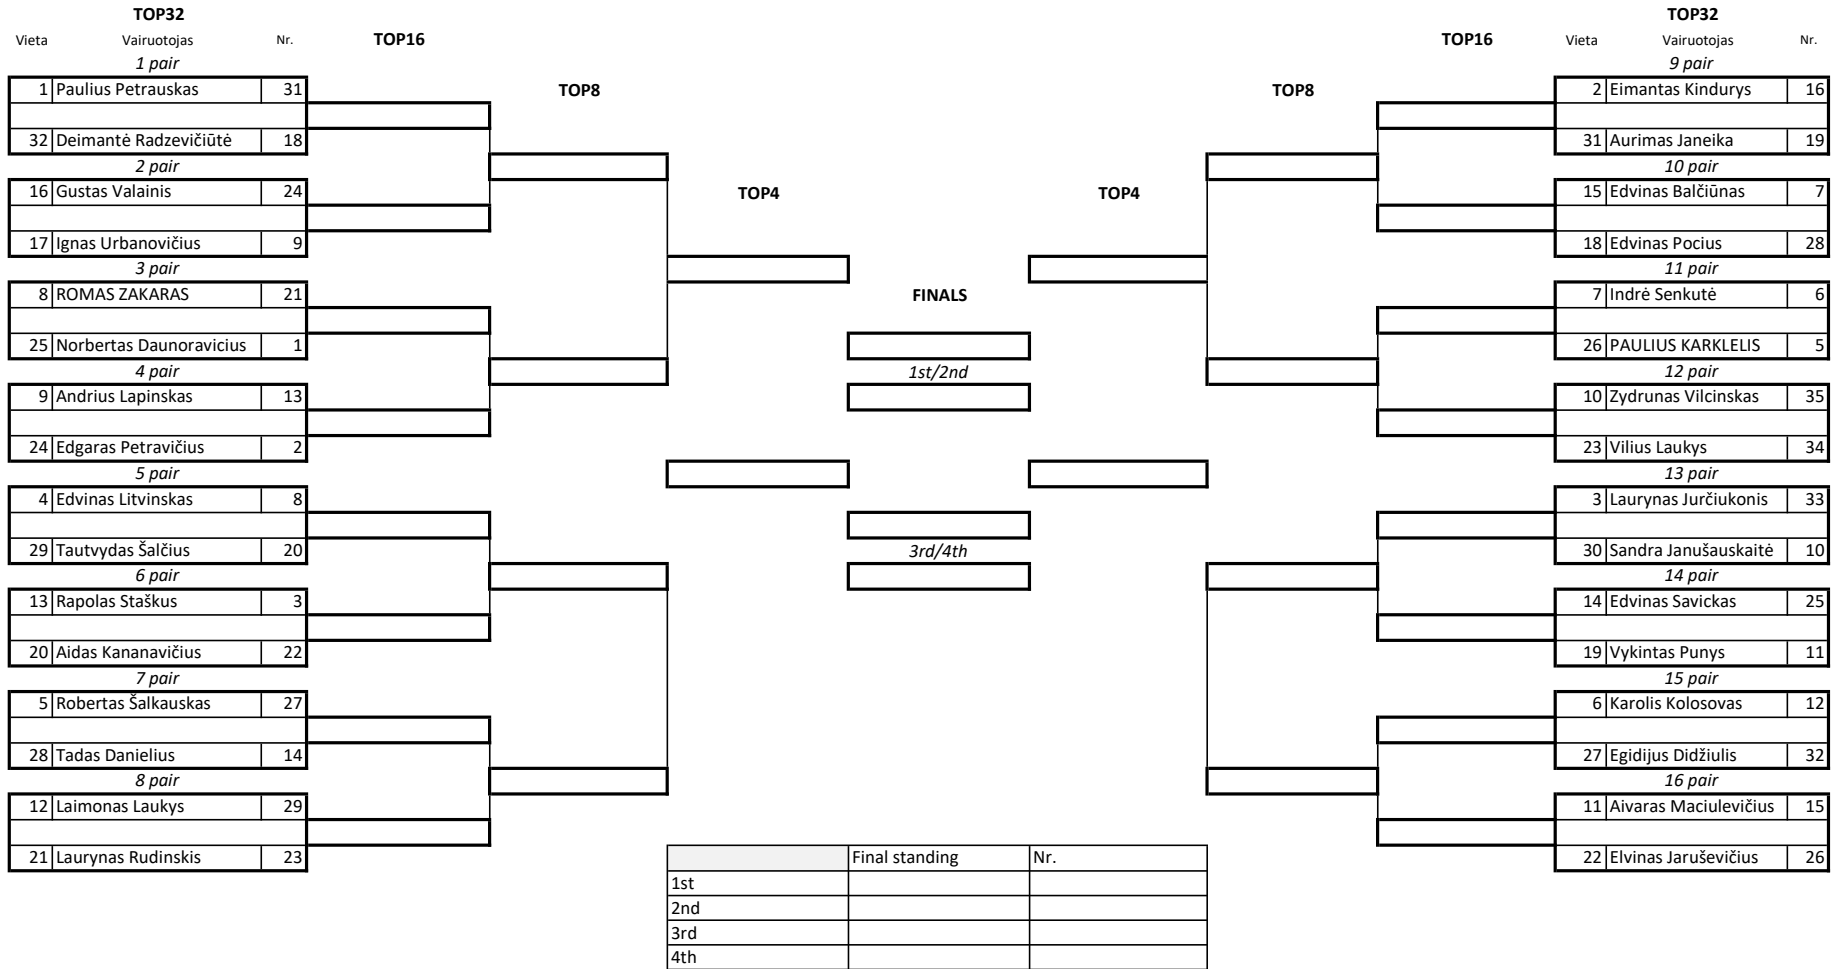 TOP32 TOP32
Vieta Vairuotojas Nr. TOP16 TOP16 Vieta Vairuotojas Nr.
1 pair 9 pair
1 Paulius Petrauskas 31 TOP8 TOP8 2 Eimantas Kindurys 16
32 Deimantė Radzevičiūtė 18 31 Aurimas Janeika 19
2 pair 10 pair
16 Gustas Valainis 24 TOP4 TOP4 15 Edvinas Balčiūnas 7
17 Ignas Urbanovičius 9 18 Edvinas Pocius 28
3 pair 11 pair
8 ROMAS ZAKARAS 21 FINALS 7 Indrė Senkutė 6
25 Norbertas Daunoravicius 1 26 PAULIUS KARKLELIS 5
4 pair 1st/2nd 12 pair
9 Andrius Lapinskas 13 10 Zydrunas Vilcinskas 35
24 Edgaras Petravičius 2 23 Vilius Laukys 34
5 pair 13 pair
4 Edvinas Litvinskas 8 3 Laurynas Jurčiukonis 33
29 Tautvydas Šalčius 20 3rd/4th 30 Sandra Janušauskaitė 10
6 pair 14 pair
13 Rapolas Staškus 3 14 Edvinas Savickas 25
20 Aidas Kananavičius 22 19 Vykintas Punys 11
7 pair 15 pair
5 Robertas Šalkauskas 27 6 Karolis Kolosovas 12
28 Tadas Danielius 14 27 Egidijus Didžiulis 32
8 pair 16 pair
12 Laimonas Laukys 29 11 Aivaras Maciulevičius 15
21 Laurynas Rudinskis 23 Final standing Nr. 22 Elvinas Jaruševičius 26
1st
2nd
3rd
4th